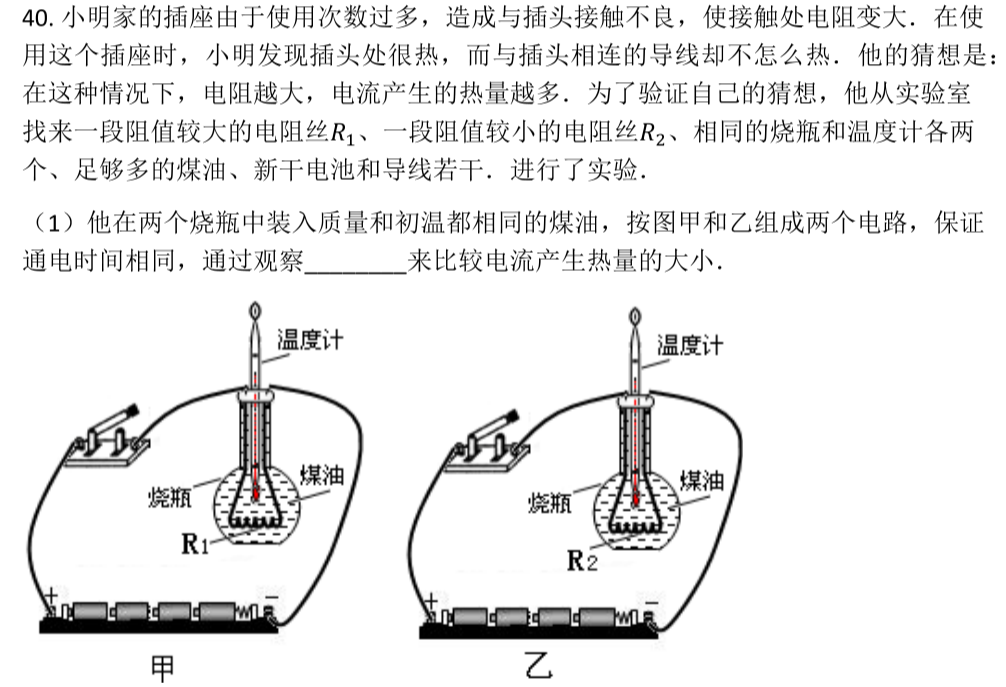 40. 小明家的插座由于使用次数过多，造成与插头接触不良，使接触处电阻变大．在使
用这个插座时，小明发现插头处很热，而与插头相连的导线却不怎么热．他的猜想是：
在这种情况下，电阻越大，电流产生的热量越多．为了验证自己的猜想，他从实验室
找来一段阻值较大的电阻丝R₁、一段阻值较小的电阻丝R₂、相同的烧瓶和温度计各两
个、足够多的煤油、新干电池和导线若干．进行了实验．
（1）他在两个烧瓶中装入质量和初温都相同的煤油，按图甲和乙组成两个电路，保证
通电时间相同，通过观察________来比较电流产生热量的大小．
温度计
煤油
烧瓶
R1
+
−
甲
温度计
煤油
烧瓶
R2
+
−
乙